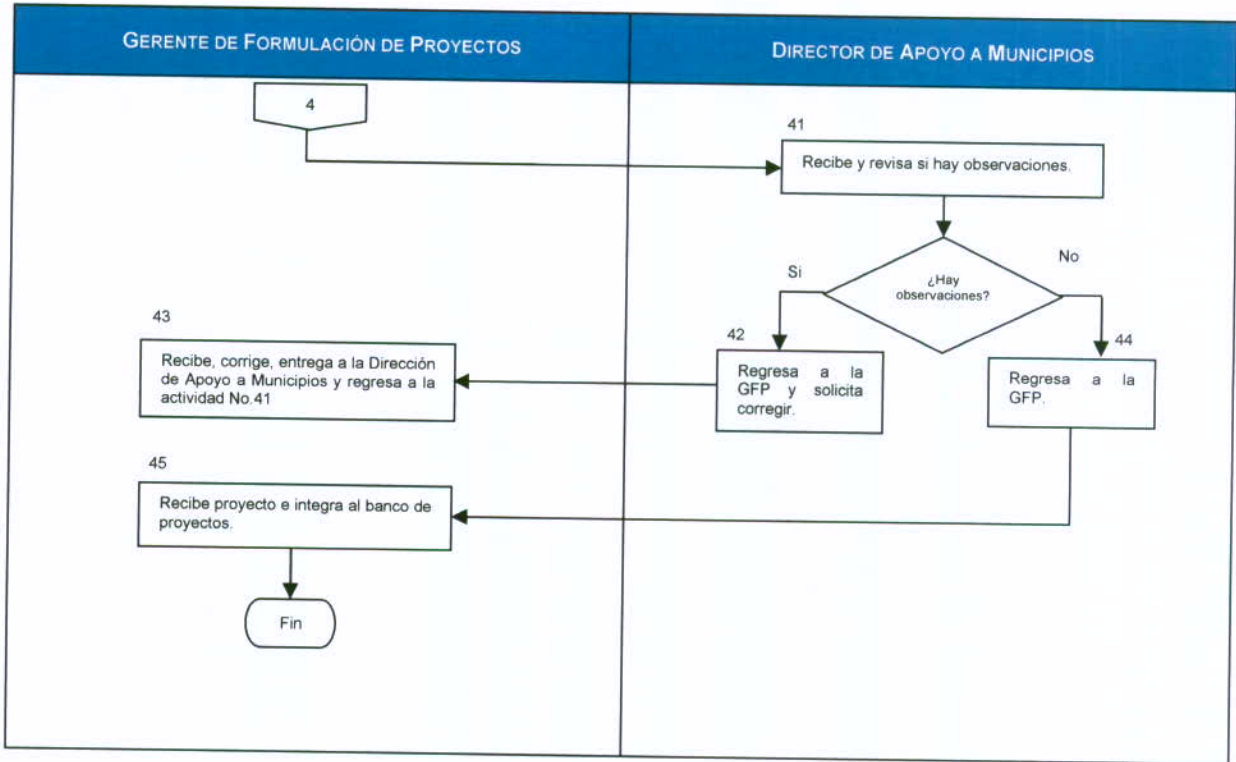 GERENTE DE FORMULACIÓN DE PROYECTOS
DIRECTOR DE APOYO A MUNICIPIOS
4
41
Recibe y revisa si hay observaciones.
¿Hay
observaciones?
Si
No
42
Regresa a la
GFP y solicita
corregir.
43
Recibe, corrige, entrega a la Dirección
de Apoyo a Municipios y regresa a la
actividad No.41
44
Regresa a la
GFP.
45
Recibe proyecto e integra al banco de
proyectos.
Fin